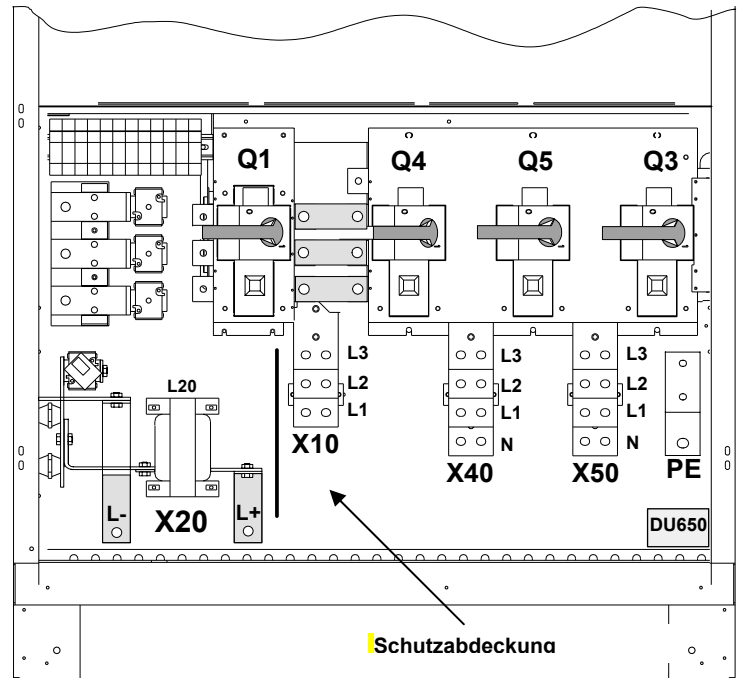 Q1 Q4 Q5 Q3
L3 L3 L3
L20
L2 L2 L2
L1 L1 L1
X10
N N
X40 X50 PE
L- X20 L+
DU650
Schutzabdeckung